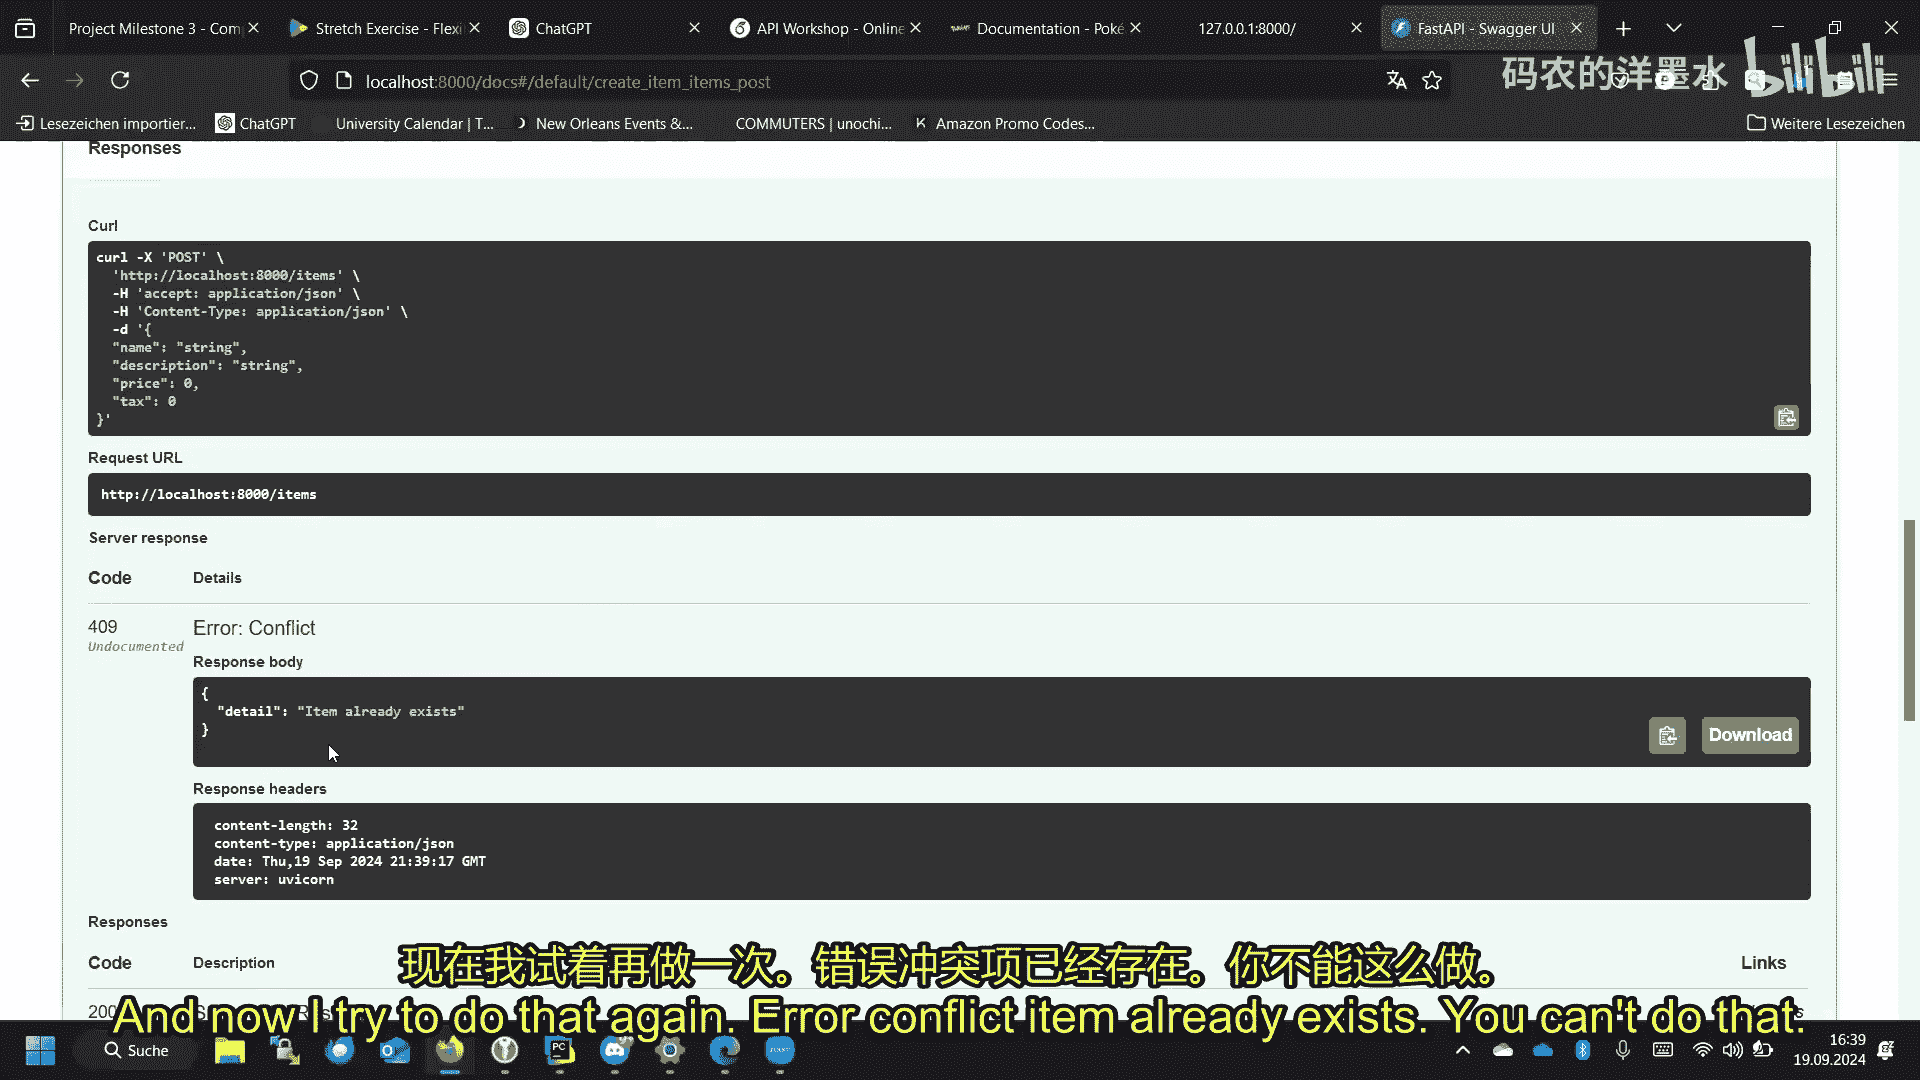 Project Milestone 3 - Com
Stretch Exercise - Flexi
ChatGPT
API Workshop - Online
Documentation - Poké
127.0.0.1:8000/
FastAPI - Swagger UI
localhost:8000/docs#/default/create_item_items_post
码农的洋墨水 bilibili
Lesezeichen importier...
ChatGPT
University Calendar | T...
New Orleans Events &...
COMMUTERS | unochi...
Amazon Promo Codes...
Weitere Lesezeichen
Responses
Curl
curl -X 'POST' \
'http://localhost:8000/items' \
-H 'accept: application/json' \
-H 'Content-Type: application/json' \
-d '{
"name": "string",
"description": "string",
"price": 0,
"tax": 0
}'
Request URL
http://localhost:8000/items
Server response
Code Details
409 Error: Conflict
Undocumented
Response body
{
"detail": "Item already exists"
}
Download
Response headers
content-length: 32
content-type: application/json
date: Thu,19 Sep 2024 21:39:17 GMT
server: uvicorn
Responses
Code Description Links
现在我试着再做一次。错误冲突项已经存在。你不能这么做。
And now I try to do that again. Error conflict item already exists. You can't do that.
Suche
16:39
19.09.2024